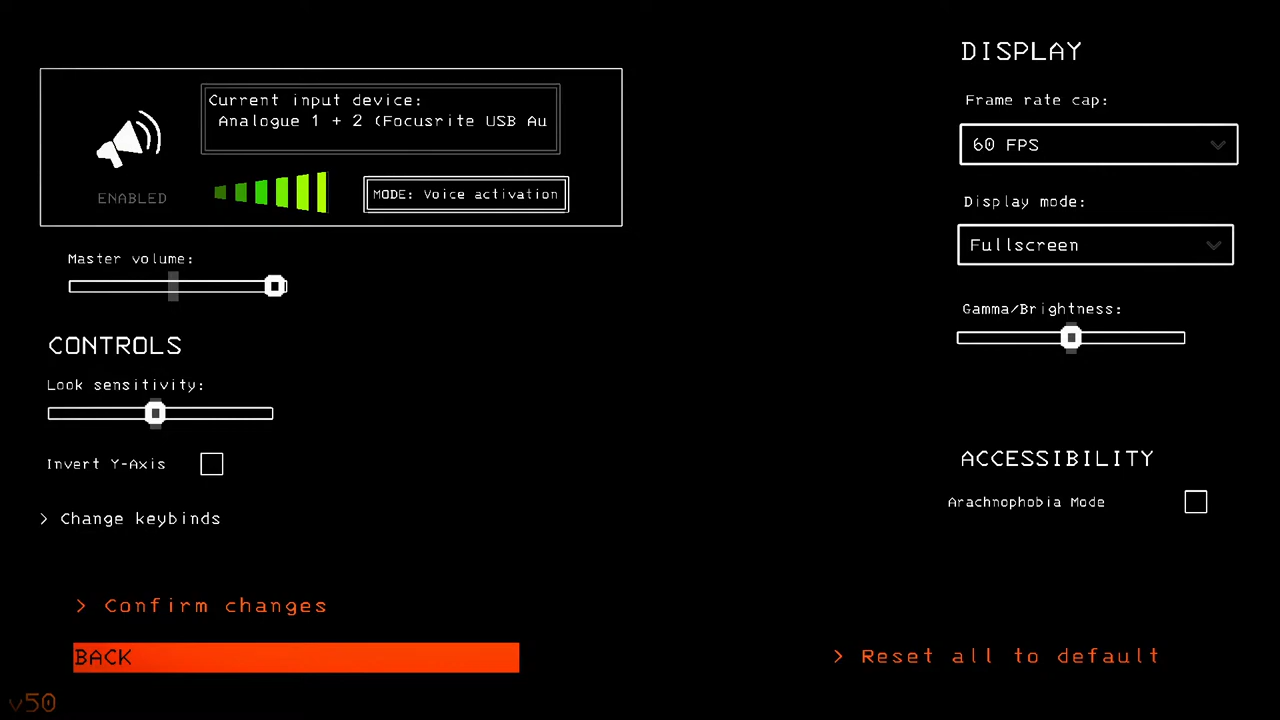 Current input device:
Analogue 1 + 2 (Focusrite USB Au
ENABLED
MODE: Voice activation
Master volume:
CONTROLS
Look sensitivity:
Invert Y-Axis
> Change keybinds
> Confirm changes
BACK
v50
DISPLAY
Frame rate cap:
60 FPS
Display mode:
Fullscreen
Gamma/Brightness:
ACCESSIBILITY
Arachnophobia Mode
> Reset all to default